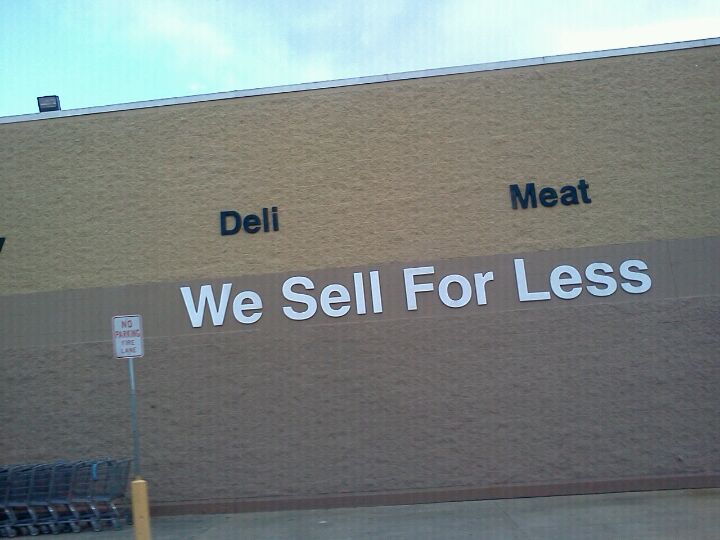 Deli
Meat
We Sell For Less
NO
PARKING
FIRE
LANE